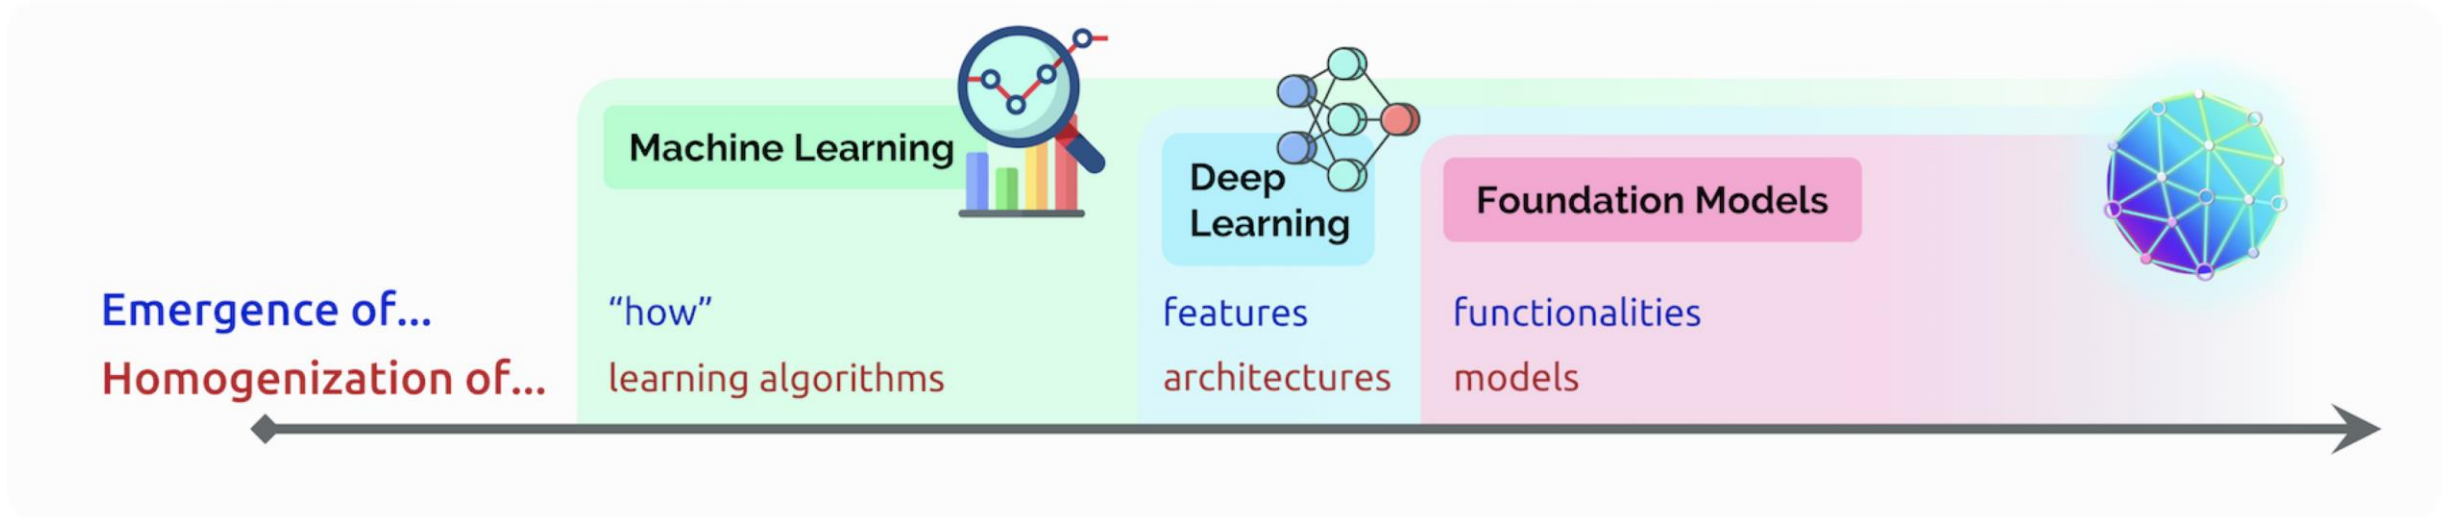 Machine Learning
Deep
Learning
Foundation Models
Emergence of...
“how”
features
functionalities
Homogenization of...
learning algorithms
architectures
models